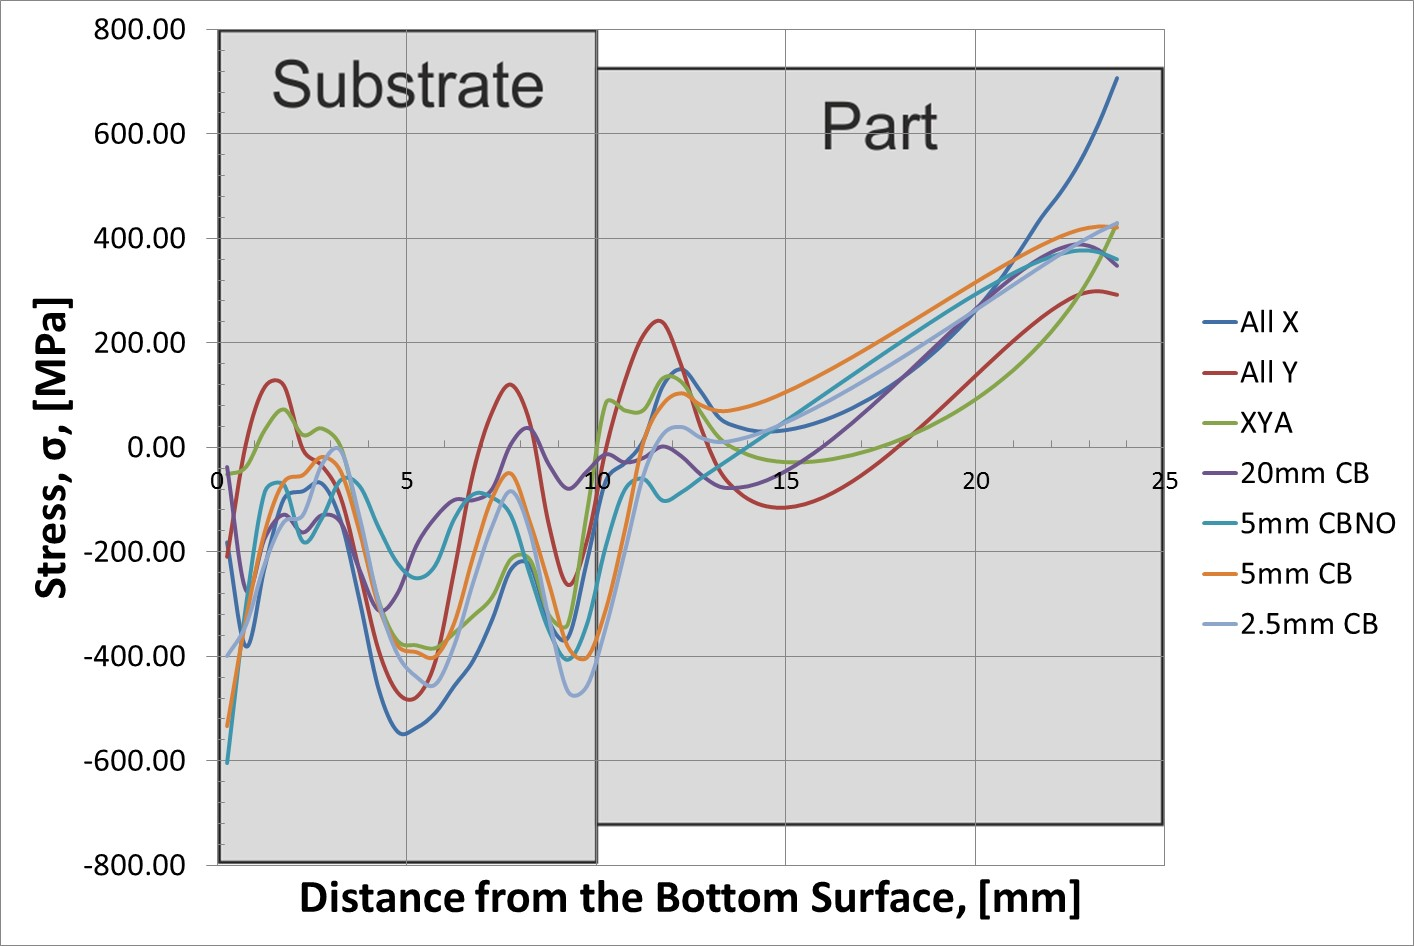 800.00
600.00
400.00
200.00
0.00
-200.00
-400.00
-600.00
-800.00
Stress, σ, [MPa]
Substrate
Part
0
5
10
15
20
25
Distance from the Bottom Surface, [mm]
All X
All Y
XYA
20mm CB
5mm CBNO
5mm CB
2.5mm CB